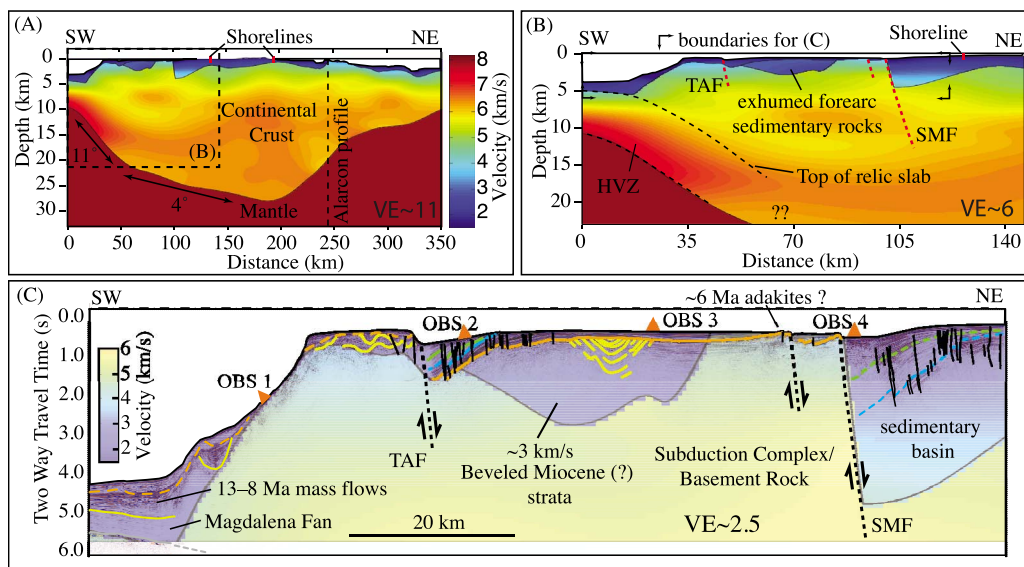 (A)
SW
Shorelines
NE
0
5
10
15
20
25
30
Depth (km)
Continental
Crust
(B)
11°
4°
Mantle
Alarcon profile
8
7
6
5
4
3
2
Velocity (km/s)
VE~11
0
50
100
150
200
250
300
350
Distance (km)
(B)
SW
boundaries for (C)
Shoreline
NE
0
5
10
15
20
Depth (km)
TAF
exhumed forearc
sedimentary rocks
SMF
HVZ
Top of relic slab
??
VE~6
0
35
70
105
140
Distance (km)
(C)
SW
~6 Ma adakites ?
NE
0.0
1.0
2.0
3.0
4.0
5.0
6.0
Two Way Travel Time (s)
6
5
4
3
2
Velocity (km/s)
OBS 1
OBS 2
OBS 3
OBS 4
TAF
~3 km/s
Beveled Miocene (?)
strata
Subduction Complex/
Basement Rock
sedimentary
basin
13–8 Ma mass flows
Magdalena Fan
20 km
VE~2.5
SMF